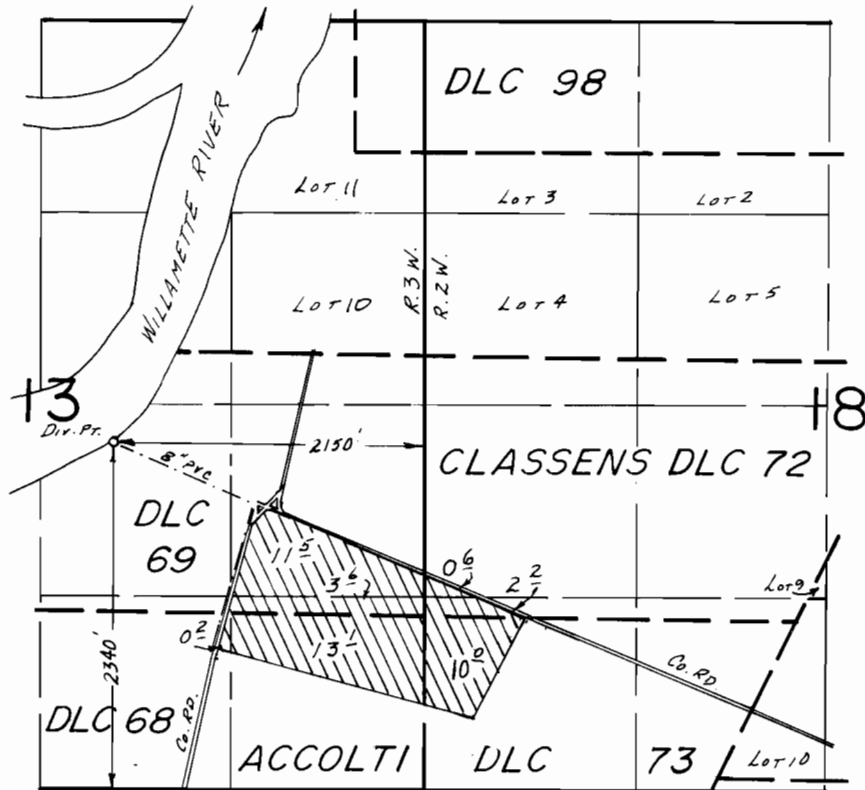 DLC 98
WILLAMETTE RIVER
LOT 11
LOT 3
LOT 2
R.3W.
R.2W.
LOT 10
LOT 4
LOT 5
13
18
DIV. PT.
2150'
8" PVC
CLASSENS DLC 72
DLC
69
11 5
0 6
3 6
2 2
LOT 9
0 2
13 1
10 0
2340'
CO. RD.
CO. RD.
DLC 68
ACCOLTI DLC 73
LOT 10